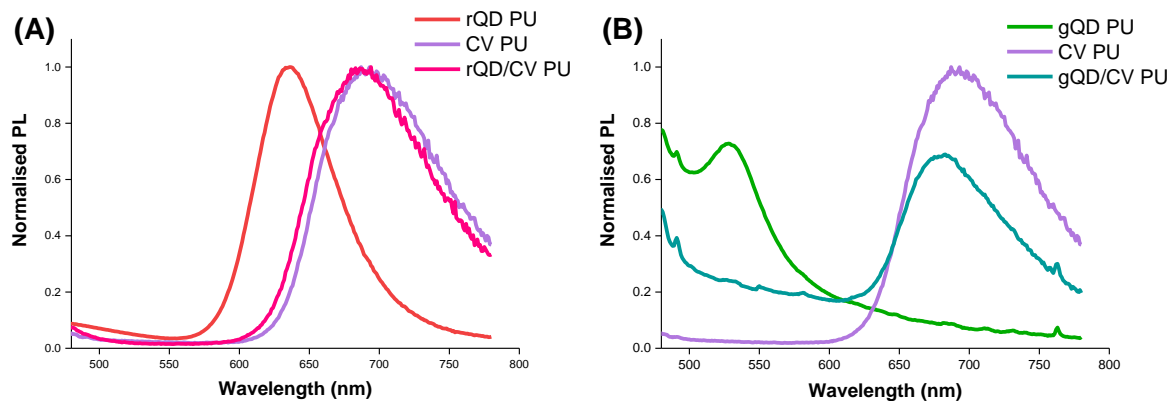 (A)
rQD PU
CV PU
rQD/CV PU
Normalised PL
1.0
0.8
0.6
0.4
0.2
0.0
500 550 600 650 700 750 800
Wavelength (nm)
(B)
gQD PU
CV PU
gQD/CV PU
Normalised PL
1.0
0.8
0.6
0.4
0.2
0.0
500 550 600 650 700 750 800
Wavelength (nm)